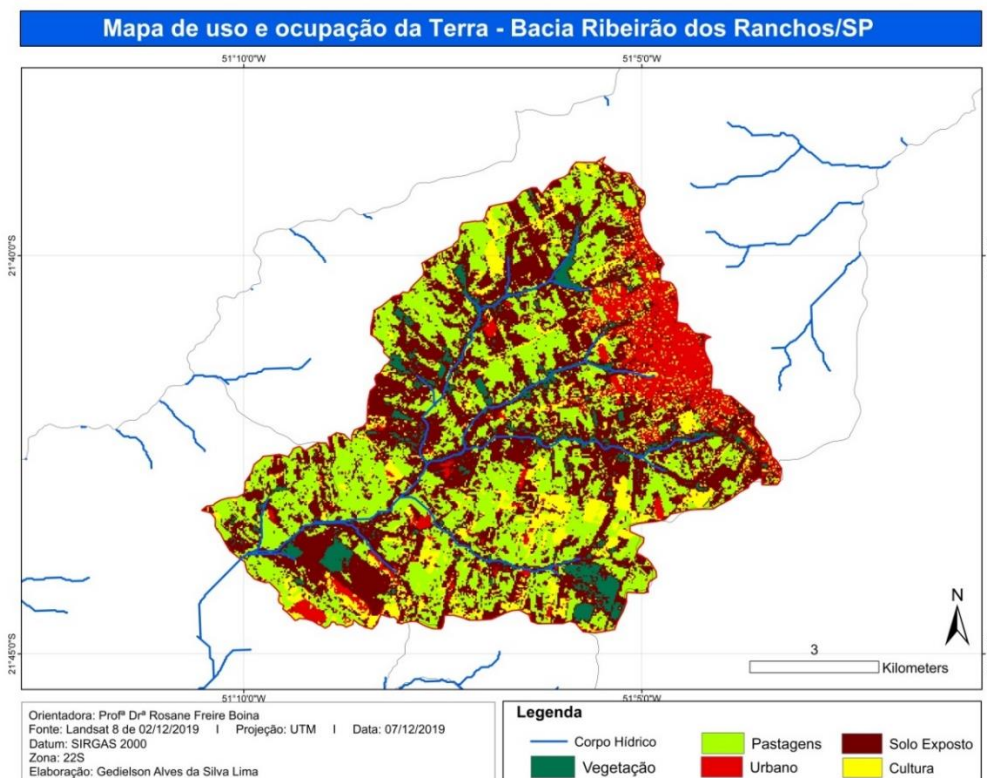 Mapa de uso e ocupação da Terra - Bacia Ribeirão dos Ranchos/SP
51°10'0"W 51°5'0"W
21°40'0"S
21°45'0"S
N
3
Kilometers
51°10'0"W 51°5'0"W
Orientadora: Profª Drª Rosane Freire Boina
Fonte: Landsat 8 de 02/12/2019 I Projeção: UTM I Data: 07/12/2019
Datum: SIRGAS 2000
Zona: 22S
Elaboração: Gedielson Alves da Silva Lima
Legenda
Corpo Hídrico Pastagens Solo Exposto
Vegetação Urbano Cultura